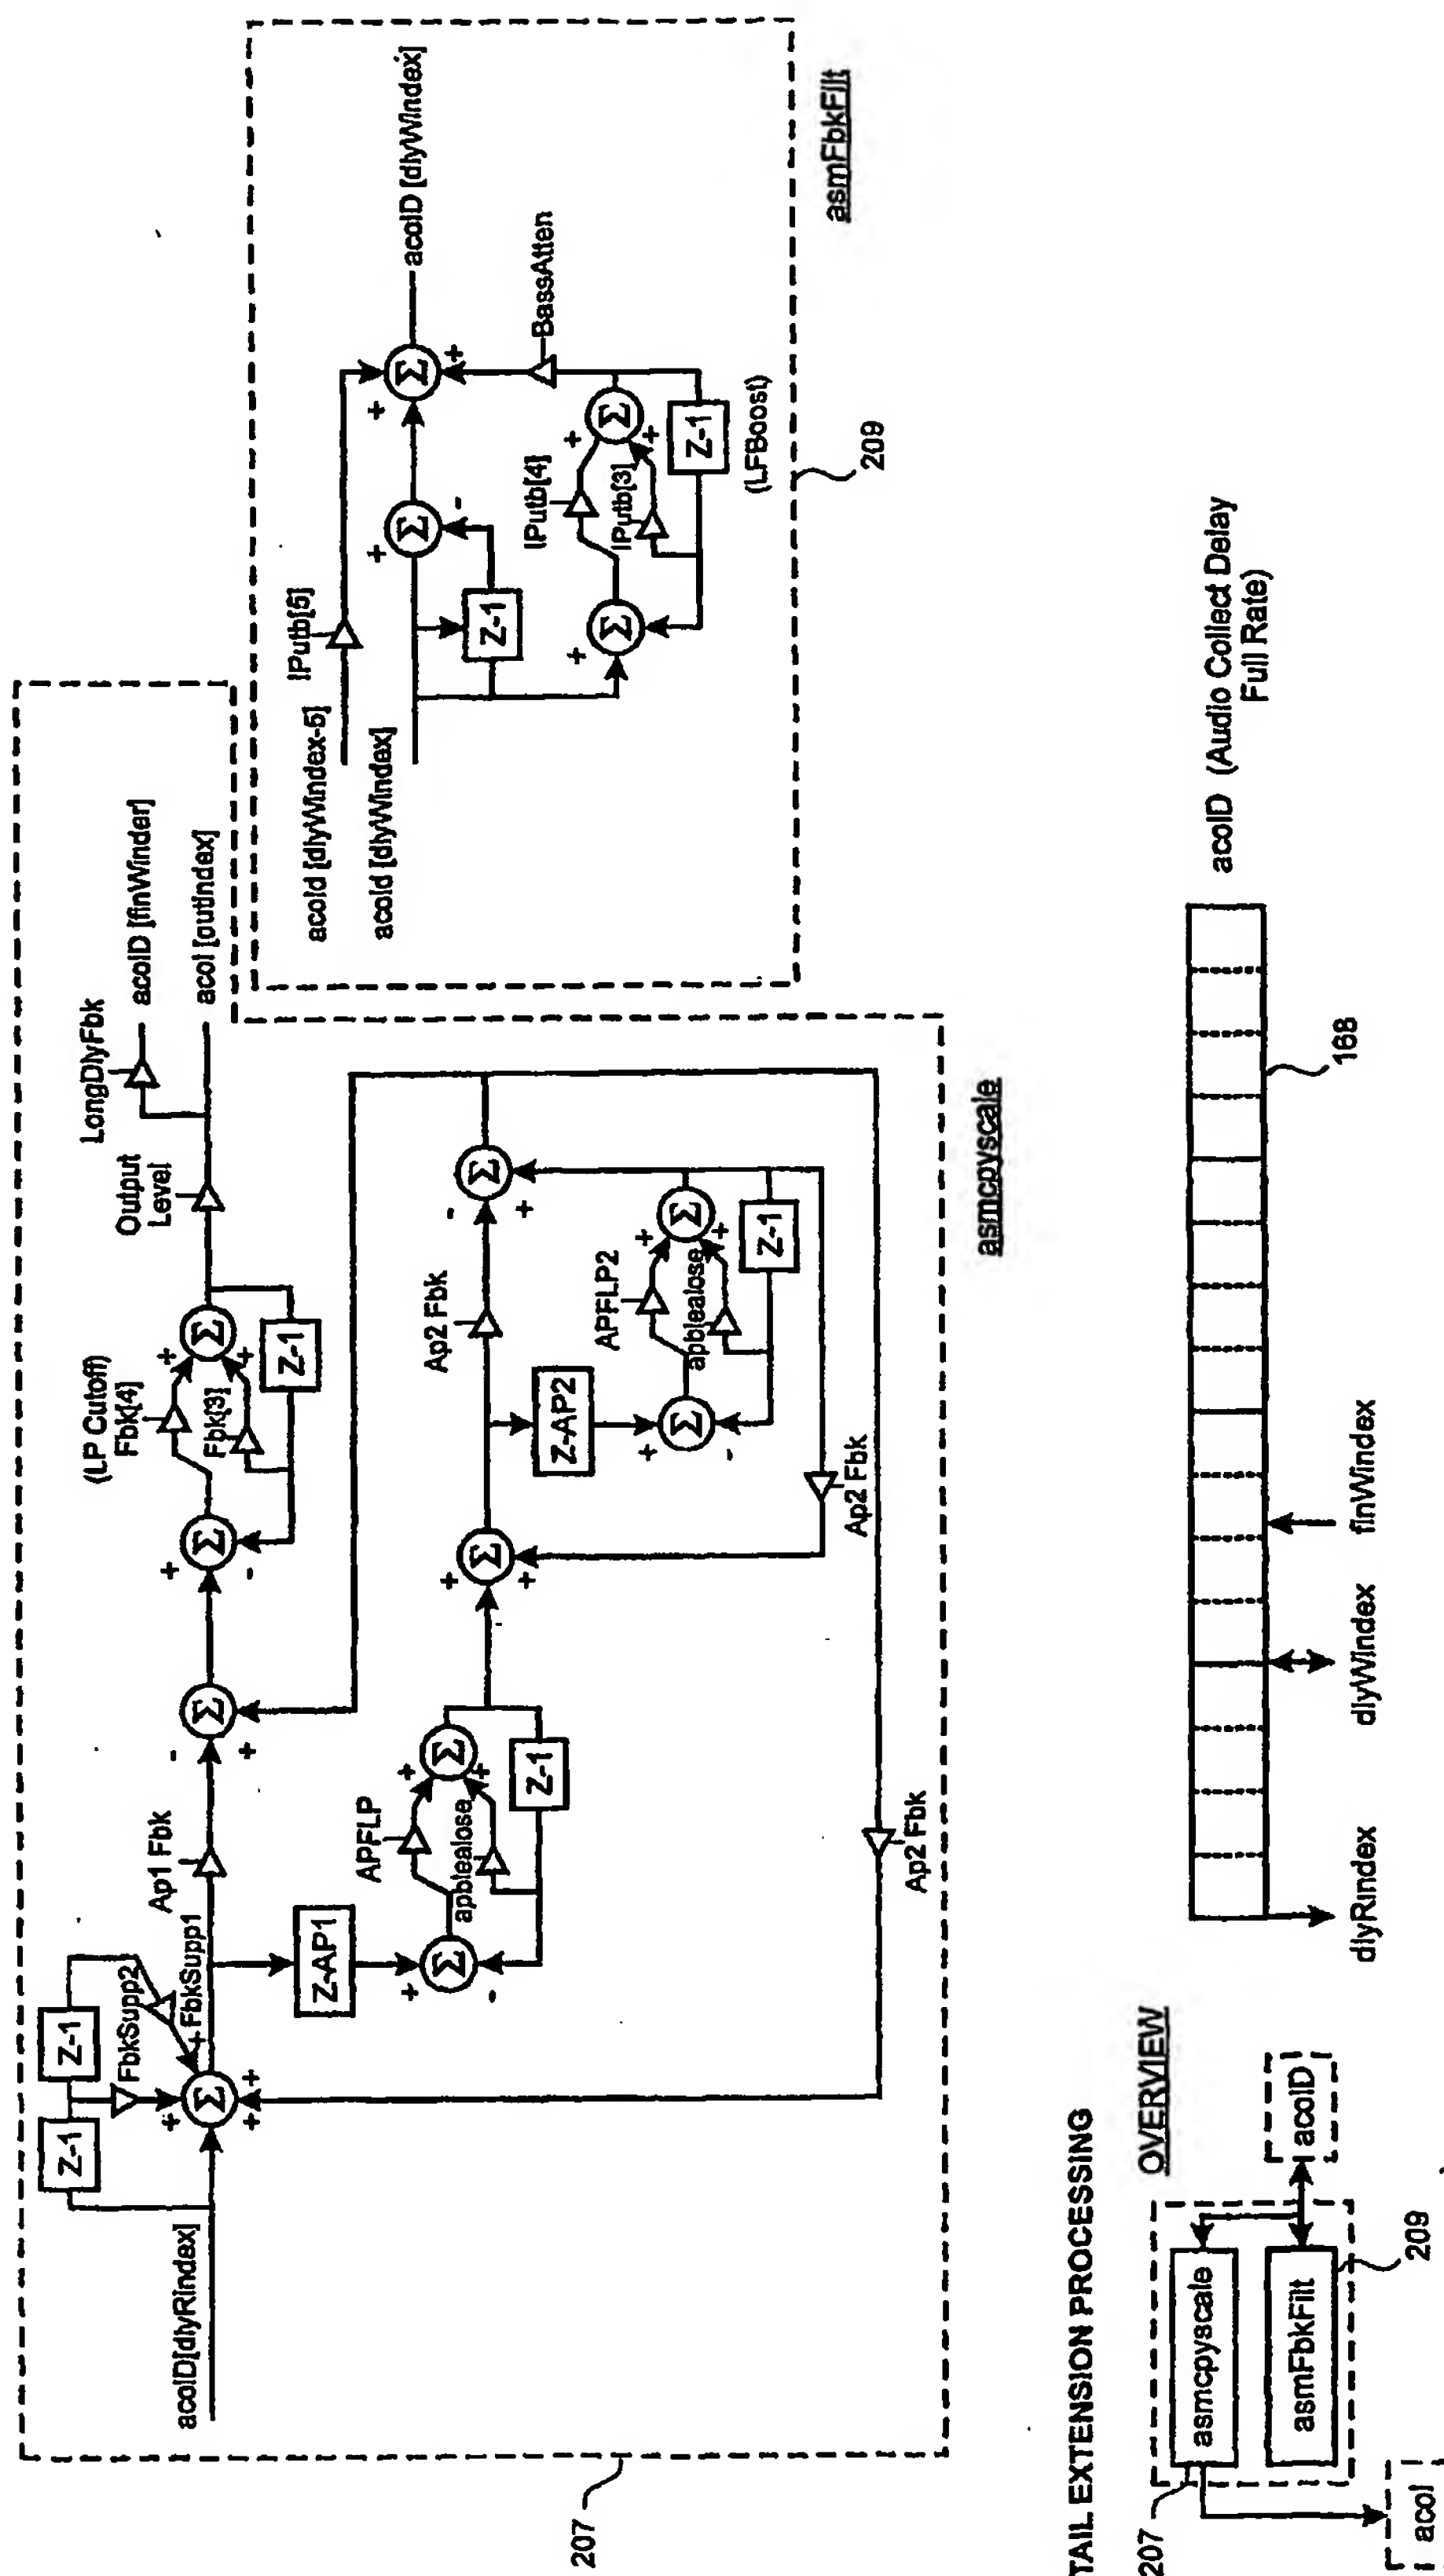 acolD[dlyRindex]
Z-1
Z-1
FbkSupp2
FbkSupp1
+
+
+
+
Σ
Ap1 Fbk
-
+
Σ
(LP Cutoff)
Fbk[4]
Fbk[3]
+
-
Σ
+
+
Σ
Z-1
Output
Level
LongDlyFbk
acolD [finWinder]
acol [outIndex]
Z-AP1
+
-
Σ
APFLP
apblealose
+
+
Σ
Z-1
+
+
Σ
Ap2 Fbk
-
+
Σ
Z-AP2
+
-
Σ
APFLP2
apblealose
+
+
Σ
Z-1
Ap2 Fbk
Ap2 Fbk
207
asmcpyscale
acold [dlyWindex-5]
acold [dlyWindex]
IPutb[5]
Z-1
+
-
Σ
+
+
Σ
acolD [dlyWindex]
BassAtten
+
Σ
IPutb[4]
IPutb[3]
+
+
Σ
Z-1
(LFBoost)
209
asmFbkFilt
TAIL EXTENSION PROCESSING
OVERVIEW
207
asmcpyscale
asmFbkFilt
209
acolD
acol
dlyRindex
dlyWindex
finWindex
168
acolD (Audio Collect Delay
Full Rate)